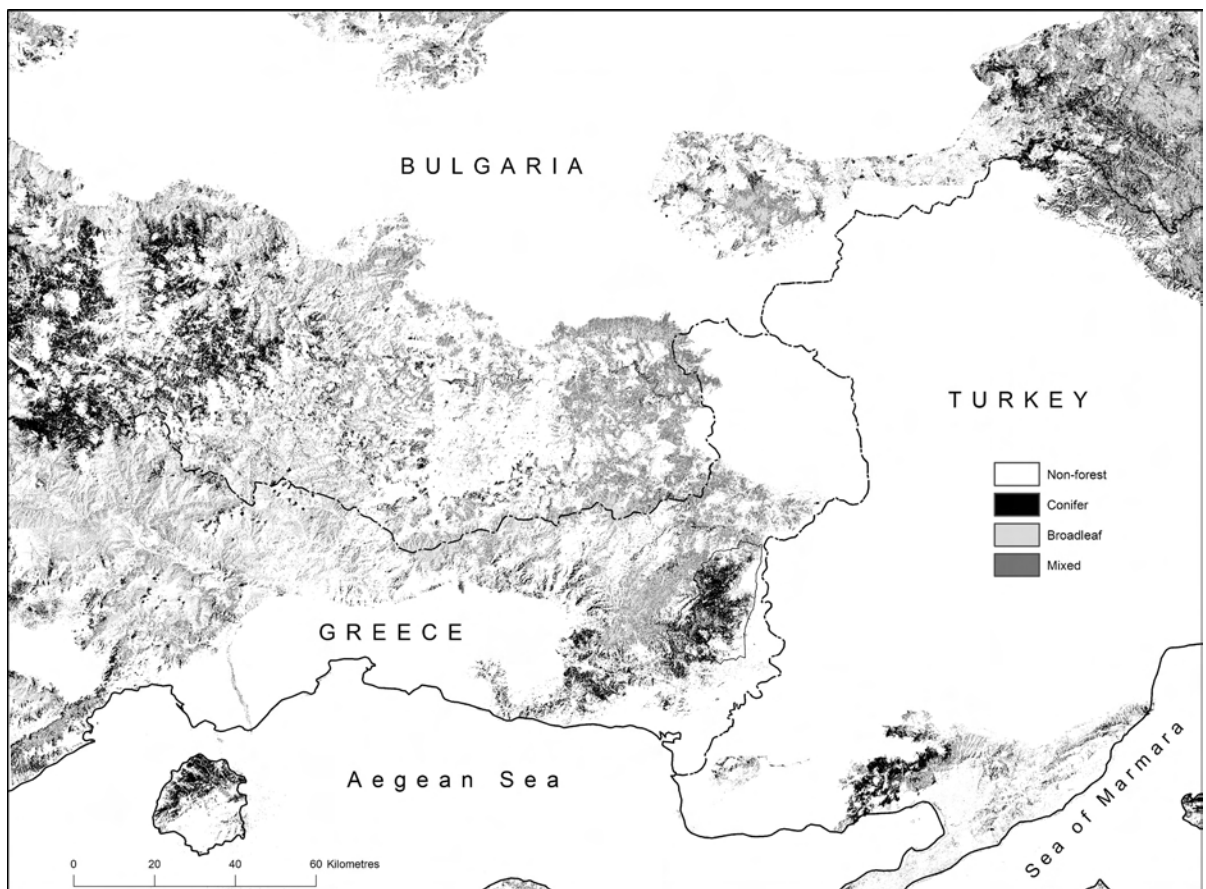 BULGARIA
TURKEY
Non-forest
Conifer
Broadleaf
Mixed
GREECE
Aegean Sea
Sea of Marmara
0 20 40 60 Kilometres